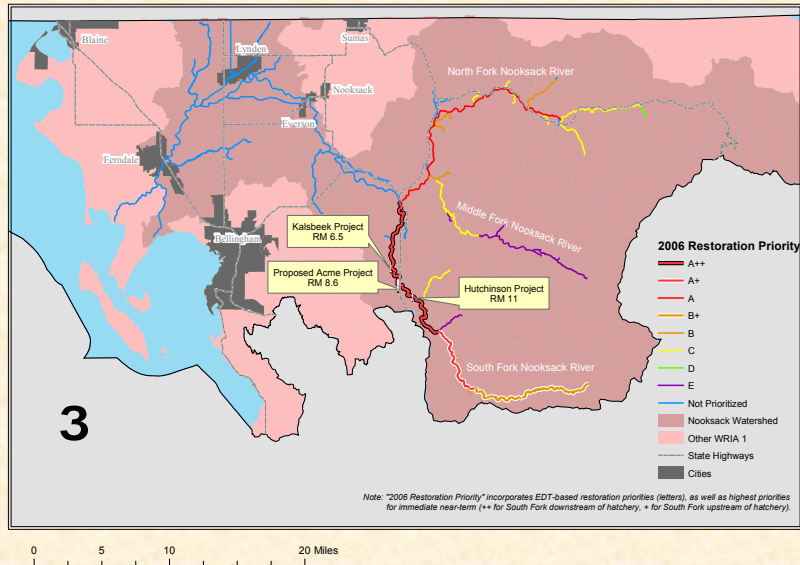 Blaine
Lynden
Sumas
Nooksack
Everson
Ferndale
Bellingham
North Fork Nooksack River
Middle Fork Nooksack River
South Fork Nooksack River
Kalsbeek Project
RM 6.5
Proposed Acme Project
RM 8.6
Hutchinson Project
RM 11
2006 Restoration Priority
A++
A+
A
B+
B
C
D
E
Not Prioritized
Nooksack Watershed
Other WRIA 1
State Highways
Cities
3
Note: "2006 Restoration Priority" incorporates EDT-based restoration priorities (letters), as well as highest priorities
for immediate near-term (++ for South Fork downstream of hatchery, + for South Fork upstream of hatchery).
0 5 10 20 Miles